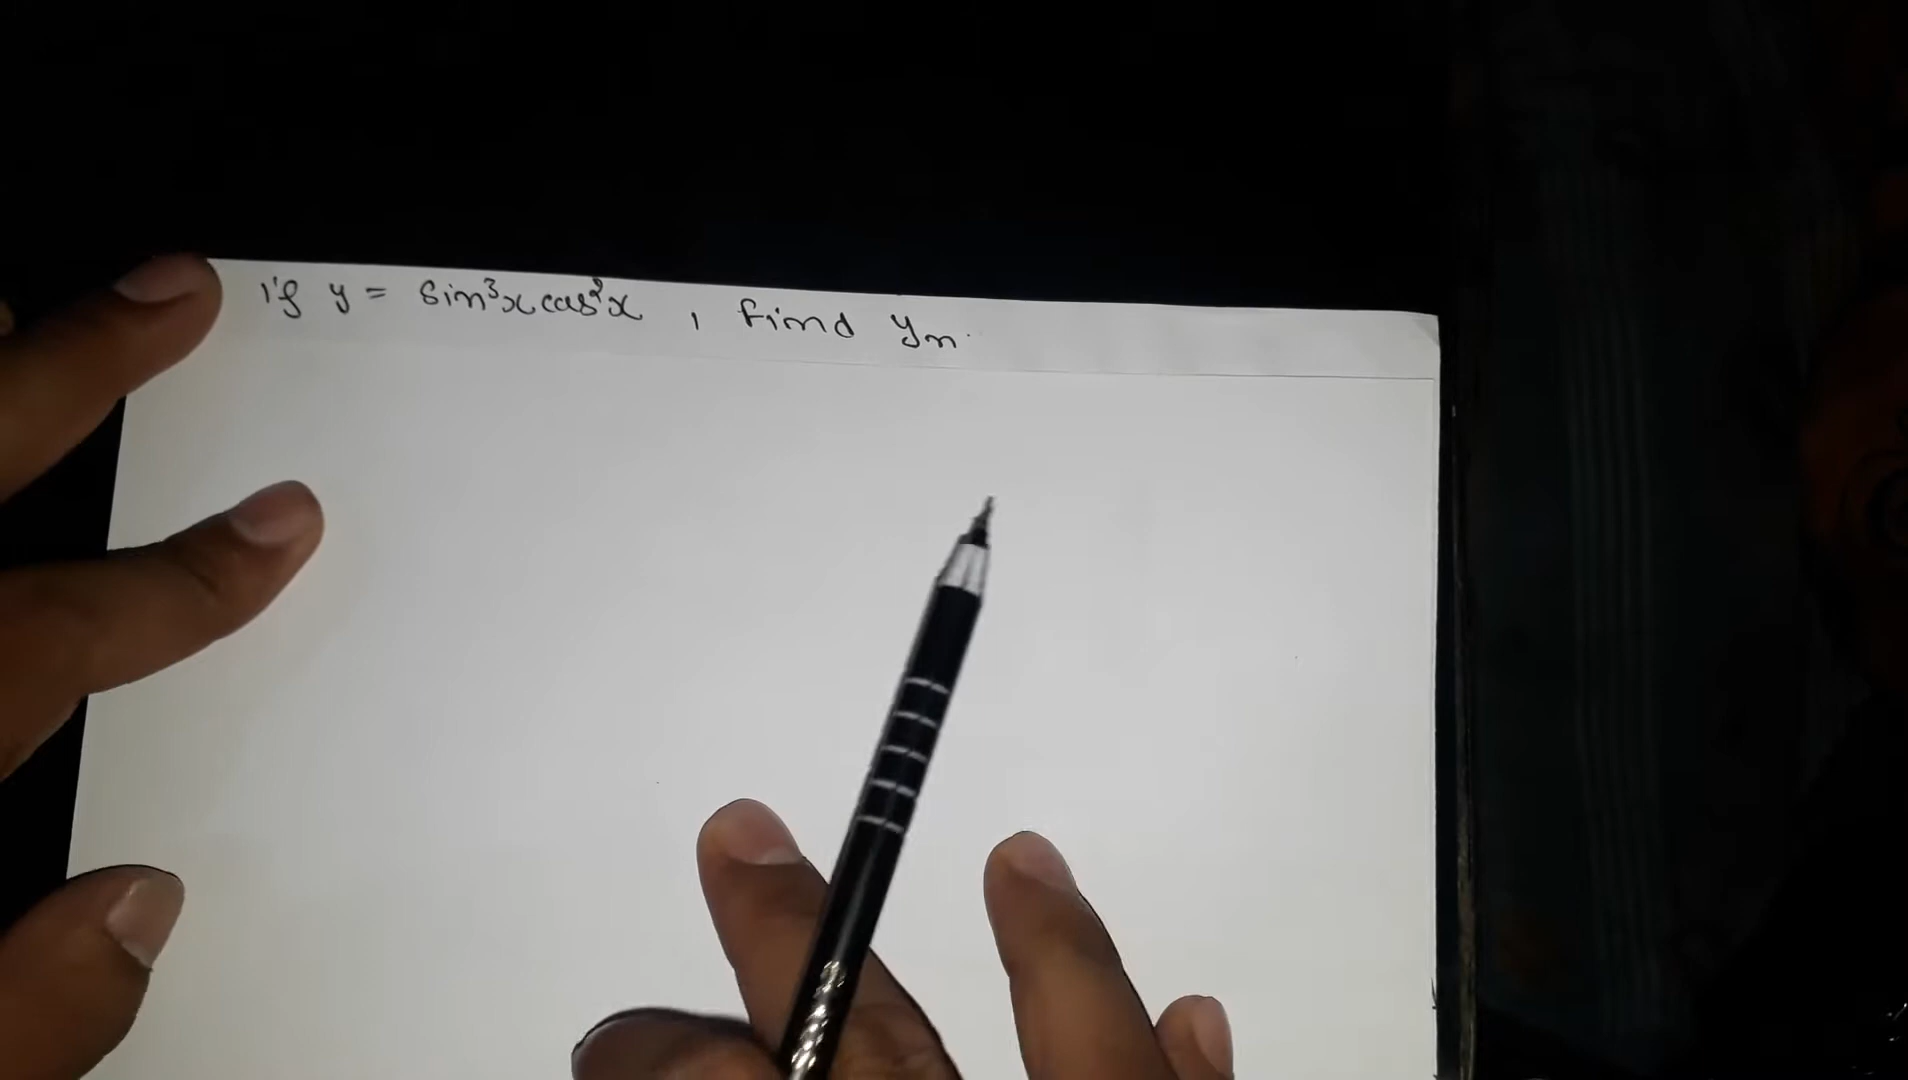 If y = sin³x cos²x , find yₙ.